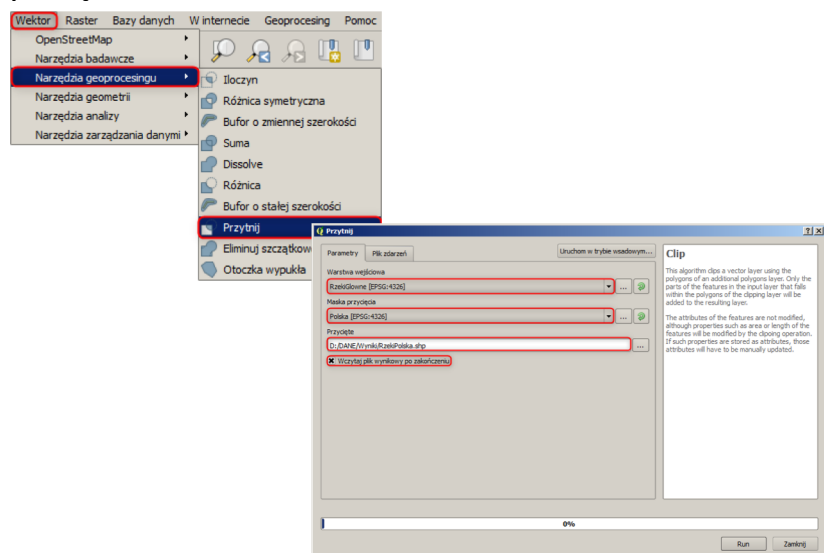 Wektor Raster Bazy danych W internecie Geoprocesing Pomoc
OpenStreetMap
Narzędzia badawcze
Narzędzia geoprocesingu
Narzędzia geometrii
Narzędzia analizy
Narzędzia zarządzania danymi
Iloczyn
Różnica symetryczna
Bufor o zmiennej szerokości
Suma
Dissolve
Różnica
Bufor o stałej szerokości
Przytnij
Eliminuj szczątkow
Otoczka wypukła
Przytnij
Parametry Plik zdarzeń Uruchom w trybie wsadowym...
Warstwa wejściowa
RzekiGlowne [EPSG:4326]
...
Maska przycięcia
Polska [EPSG:4326]
...
Przycięte
D:/DANE/Wyniki/RzekiPolska.shp
...
Wczytaj plik wynikowy po zakończeniu
Clip
This algorithm clips a vector layer using the
polygons of an additional polygons layer. Only the
parts of the features in the input layer that falls
within the polygons of the clipping layer will be
added to the resulting layer.
The attributes of the features are not modified,
although properties such as area or length of the
features will be modified by the clipping operation.
If such properties are stored as attributes, those
attributes will have to be manually updated.
0%
Run Zamknij